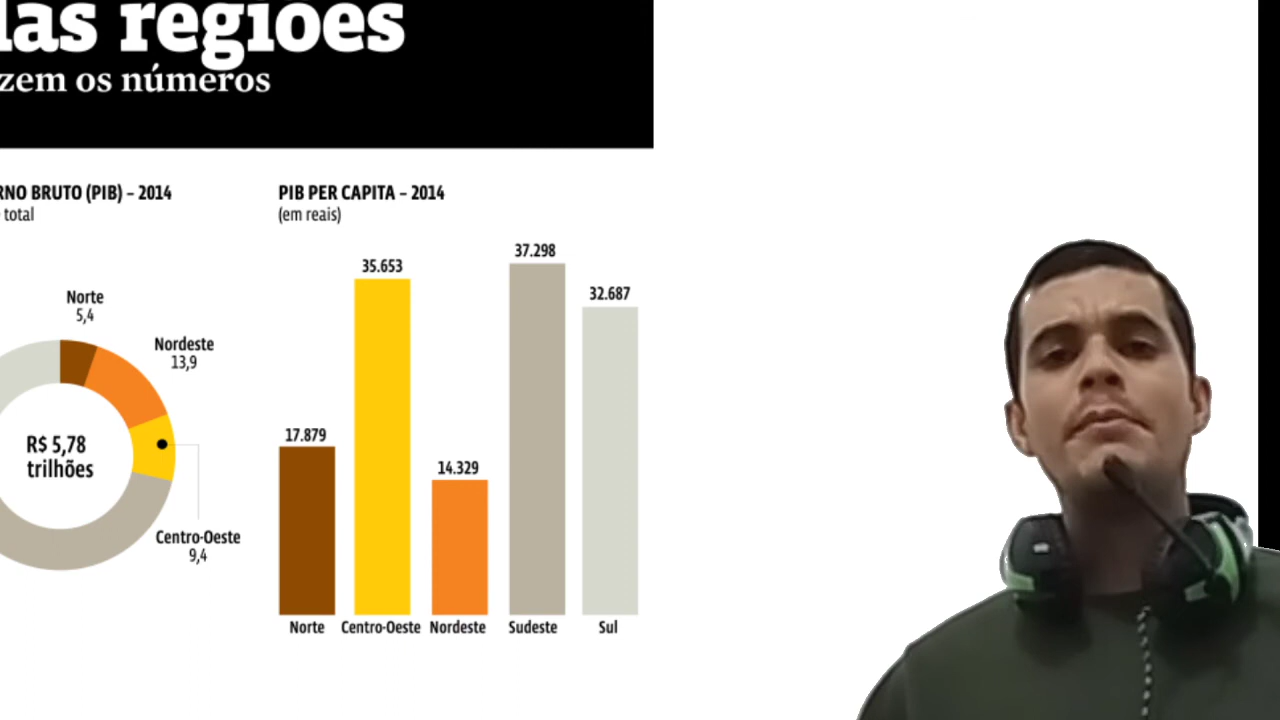 las regiões
zem os números
RNO BRUTO (PIB) – 2014
total
Norte
5,4
Nordeste
13,9
R$ 5,78
trilhões
Centro-Oeste
9,4
PIB PER CAPITA – 2014
(em reais)
17.879
35.653
14.329
37.298
32.687
Norte
Centro-Oeste
Nordeste
Sudeste
Sul